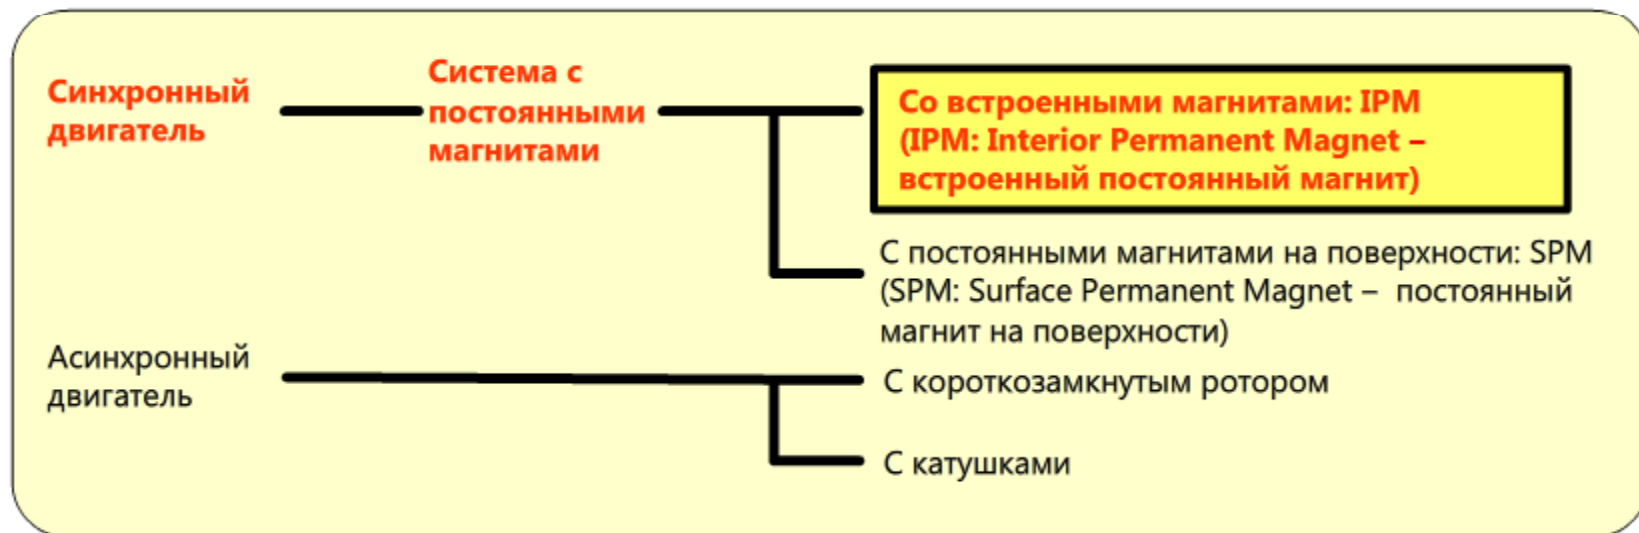 Синхронный
двигатель
Система с
постоянными
магнитами
Со встроенными магнитами: IPM
(IPM: Interior Permanent Magnet –
встроенный постоянный магнит)
С постоянными магнитами на поверхности: SPM
(SPM: Surface Permanent Magnet – постоянный
магнит на поверхности)
Асинхронный
двигатель
С короткозамкнутым ротором
С катушками